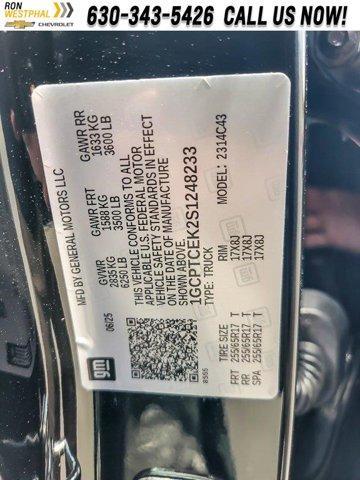 RON
WESTPHAL
CHEVROLET
630-343-5426 CALL US NOW!
MFD BY GENERAL MOTORS LLC
06/25
GVWR
2835 KG
6250 LB
GAWR FRT
1588 KG
3500 LB
GAWR RR
1633 KG
3600 LB
THIS VEHICLE CONFORMS TO ALL
APPLICABLE U.S. FEDERAL MOTOR
VEHICLE SAFETY STANDARDS IN EFFECT
ON THE DATE OF MANUFACTURE
SHOWN ABOVE.
1GCPTCEK2S1248233
TYPE: TRUCK
MODEL: 2314C43
gm
8595
TIRE SIZE RIM
FRT 255/65R17 T 17X8J
RR 255/65R17 T 17X8J
SPA 255/65R17 T 17X8J